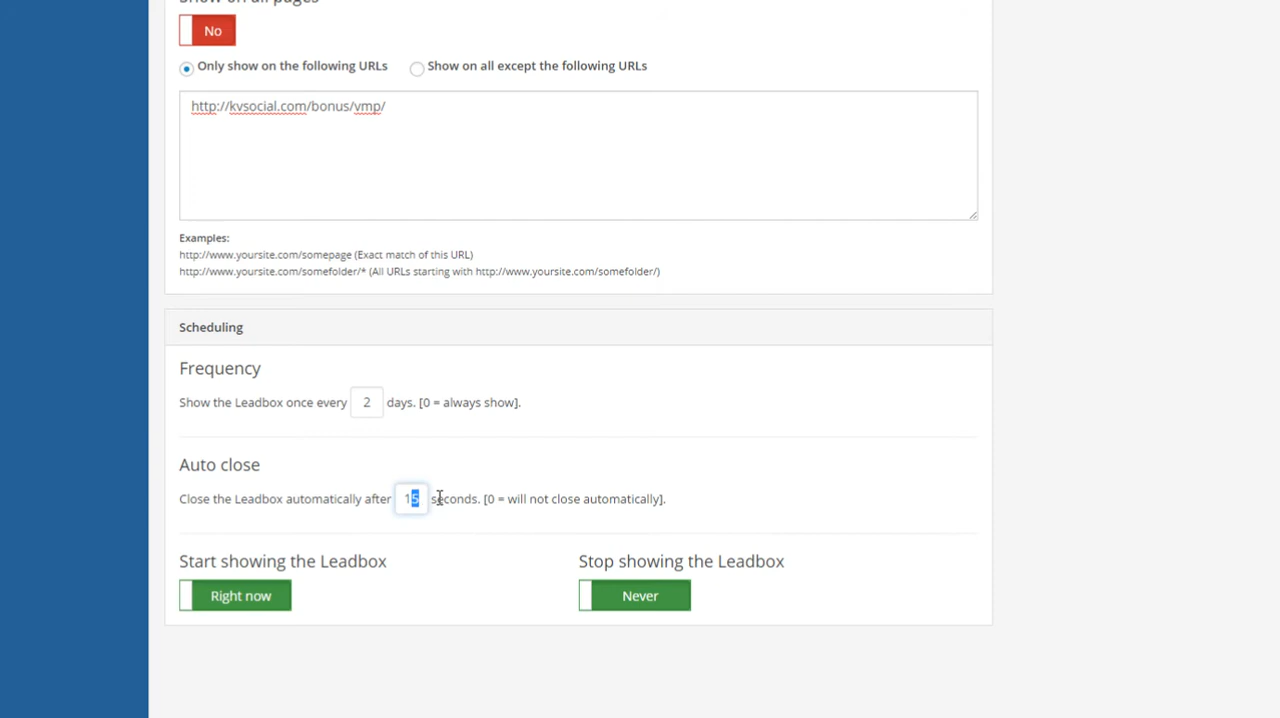 Show on all pages
No
Only show on the following URLs Show on all except the following URLs
http://kvsocial.com/bonus/vmp/
Examples:
http://www.yoursite.com/somepage (Exact match of this URL)
http://www.yoursite.com/somefolder/* (All URLs starting with http://www.yoursite.com/somefolder/)
Scheduling
Frequency
Show the Leadbox once every 2 days. [0 = always show].
Auto close
Close the Leadbox automatically after 15 seconds. [0 = will not close automatically].
Start showing the Leadbox Stop showing the Leadbox
Right now Never